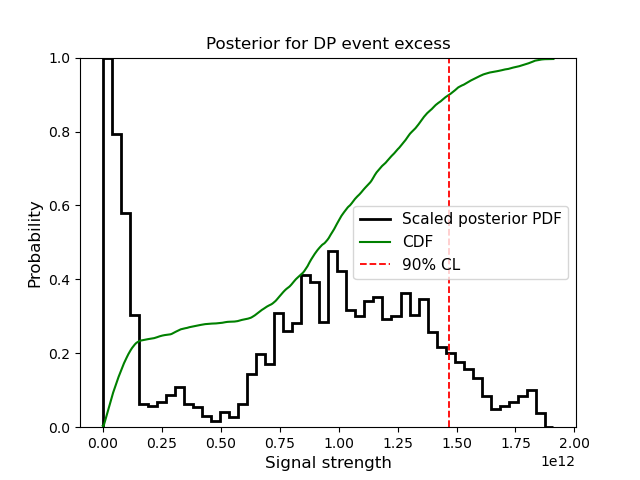 Posterior for DP event excess
Probability
1.0
0.8
0.6
0.4
0.2
0.0
Scaled posterior PDF
CDF
90% CL
0.00 0.25 0.50 0.75 1.00 1.25 1.50 1.75 2.00
1e12
Signal strength